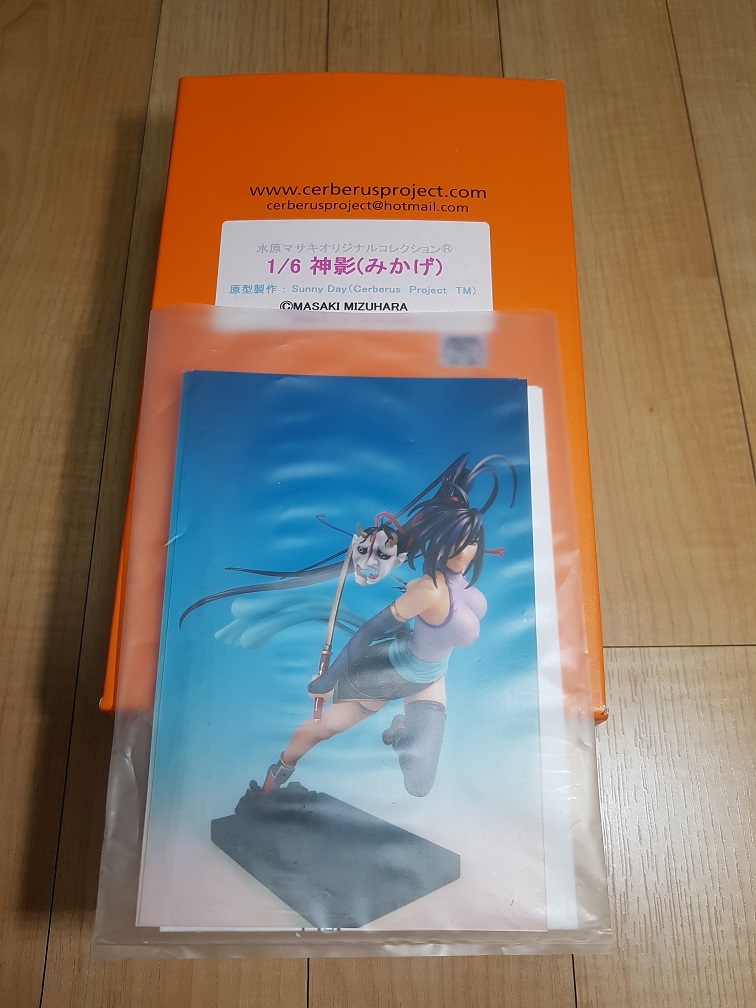 www.cerberusproject.com
cerberusproject@hotmail.com
水原マサキオリジナルコレクション®
1/6 神影(みかげ)
原型製作 : Sunny Day(Cerberus Project TM)
©MASAKI MIZUHARA